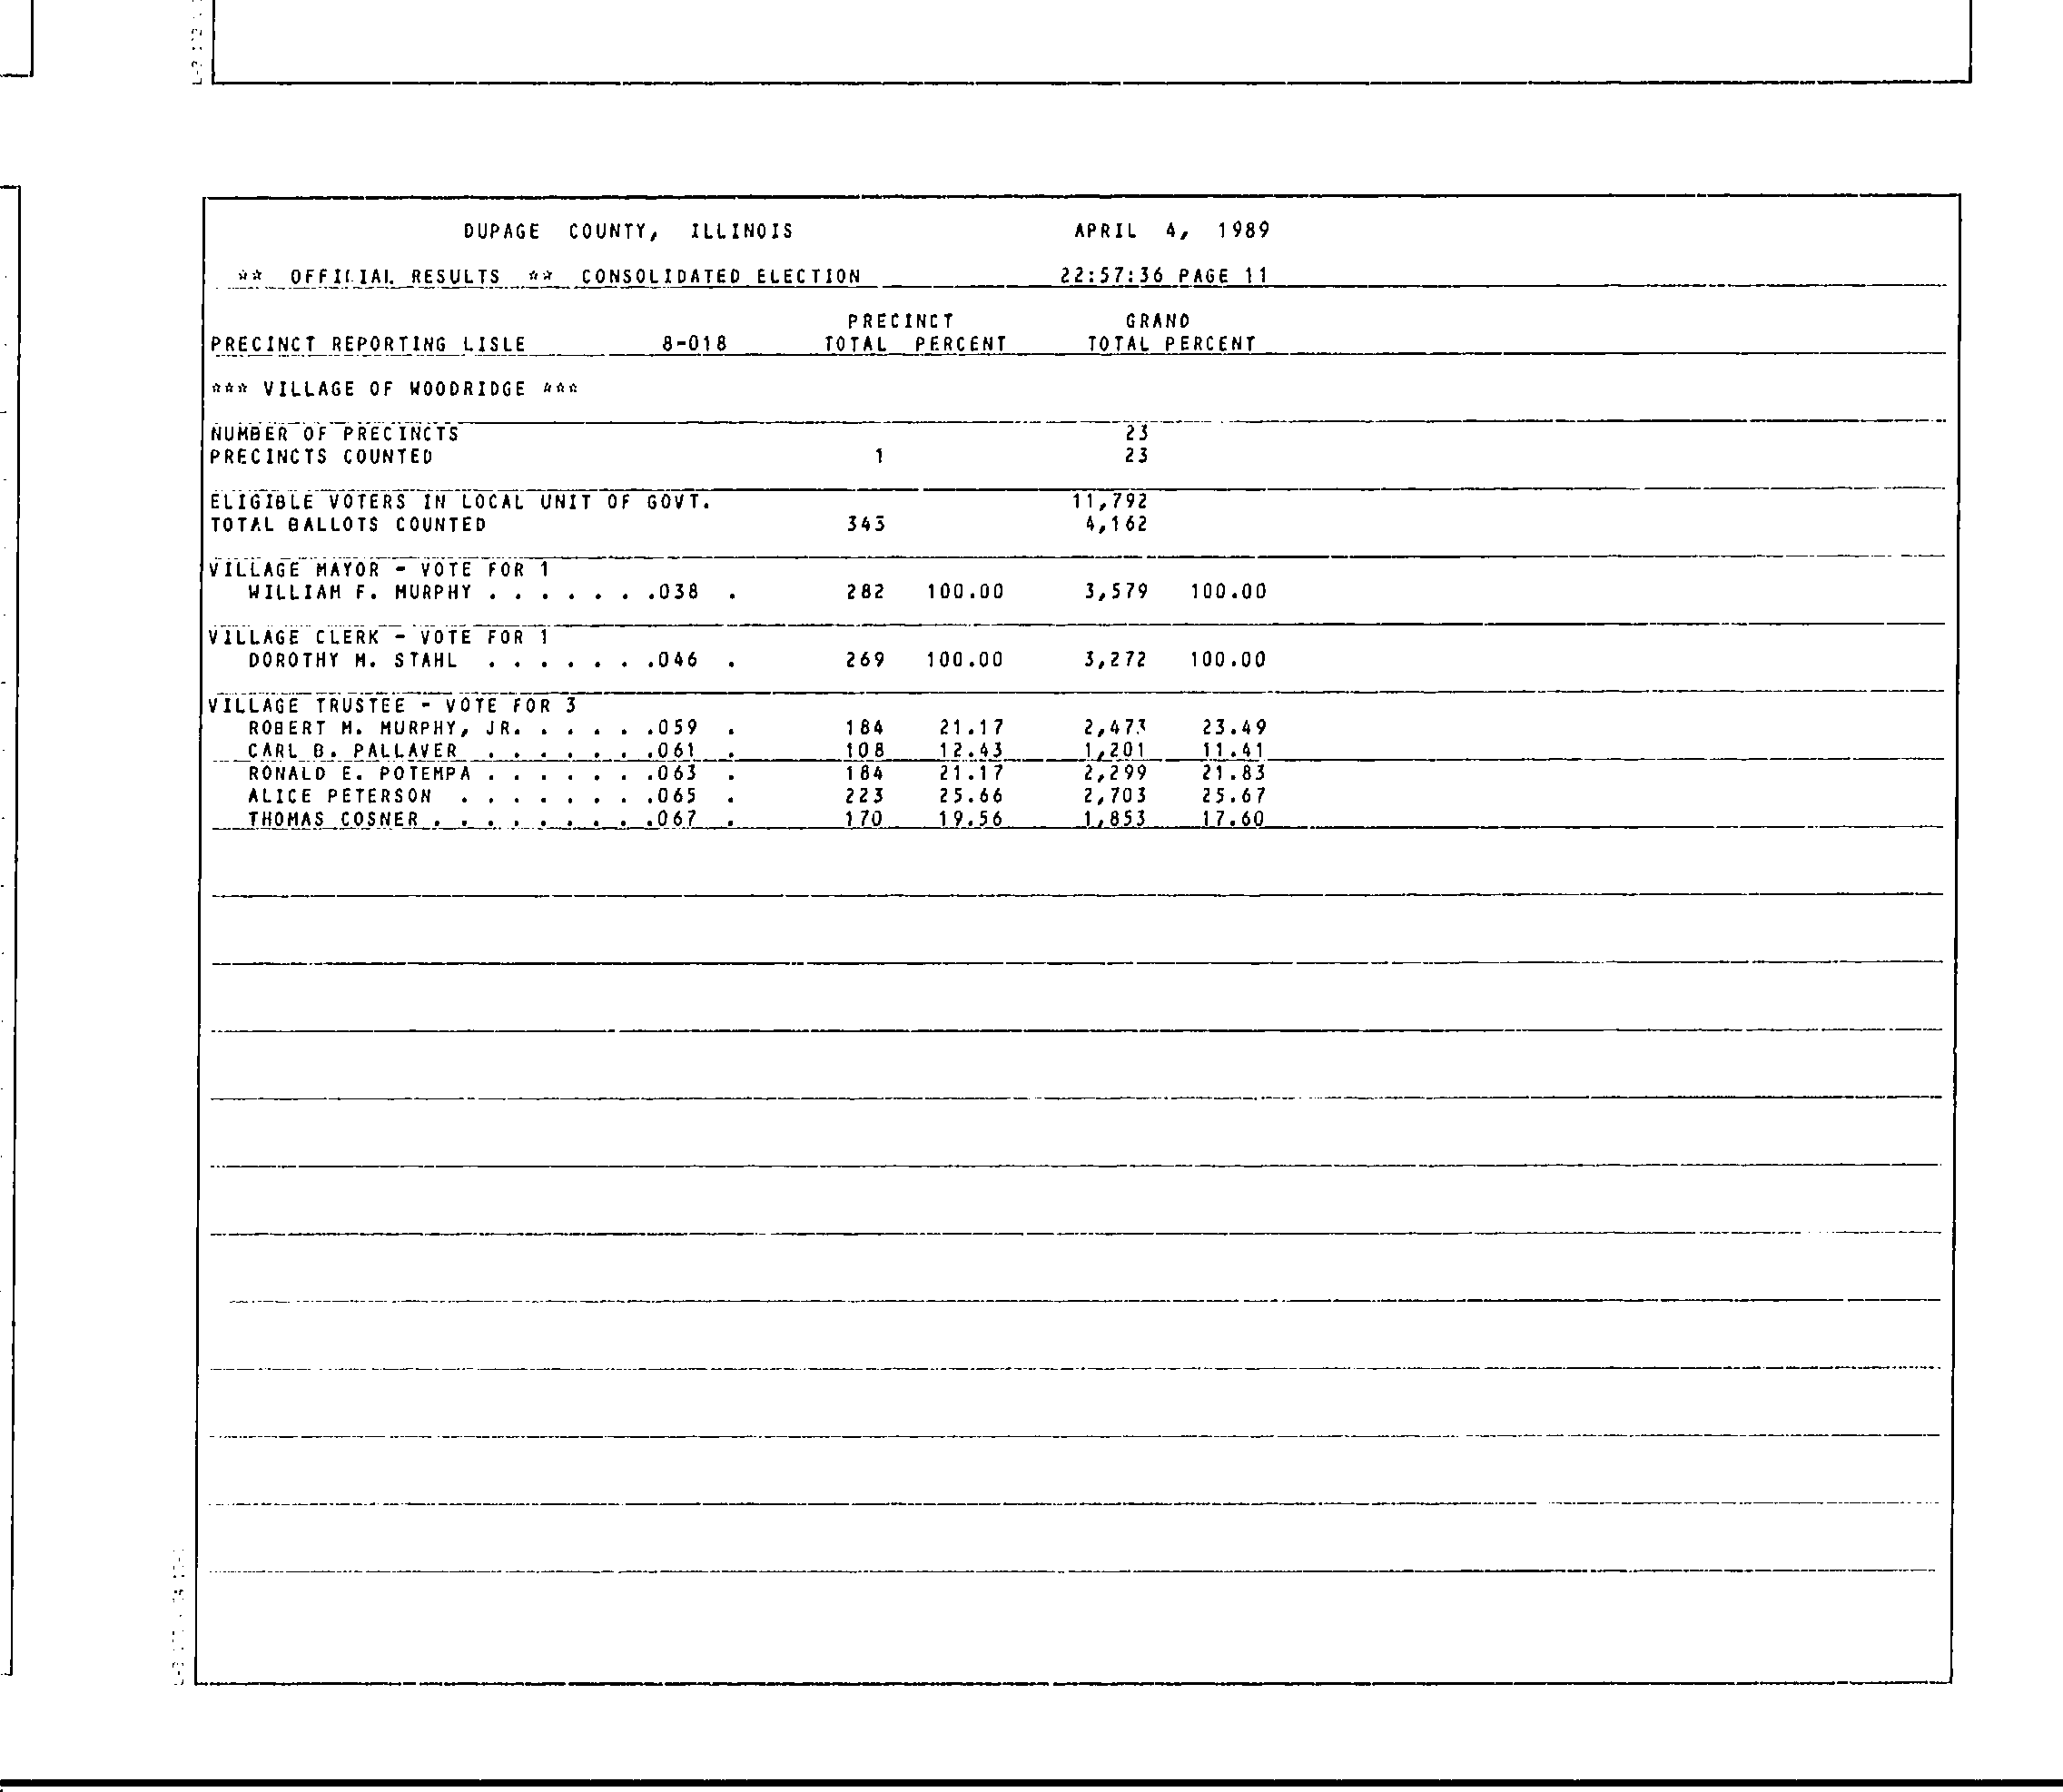 DUPAGE COUNTY, ILLINOIS APRIL 4, 1989
** OFFICIAL RESULTS ** CONSOLIDATED ELECTION 22:57:36 PAGE 11
PRECINCT GRAND
PRECINCT REPORTING LISLE 8-018 TOTAL PERCENT TOTAL PERCENT
*** VILLAGE OF WOODRIDGE ***
NUMBER OF PRECINCTS 23
PRECINCTS COUNTED 1 23
ELIGIBLE VOTERS IN LOCAL UNIT OF GOVT. 11,792
TOTAL BALLOTS COUNTED 343 4,162
VILLAGE MAYOR - VOTE FOR 1
WILLIAM F. MURPHY . . . . . . .038 . 282 100.00 3,579 100.00
VILLAGE CLERK - VOTE FOR 1
DOROTHY M. STAHL . . . . . . .046 . 269 100.00 3,272 100.00
VILLAGE TRUSTEE - VOTE FOR 3
ROBERT M. MURPHY, JR. . . . . .059 . 184 21.17 2,473 23.49
CARL B. PALLAVER . . . . . . .061 . 108 12.43 1,201 11.41
RONALD E. POTEMPA . . . . . . .063 . 184 21.17 2,299 21.83
ALICE PETERSON . . . . . . . .065 . 223 25.66 2,703 25.67
THOMAS COSNER . . . . . . . . .067 . 170 19.56 1,853 17.60